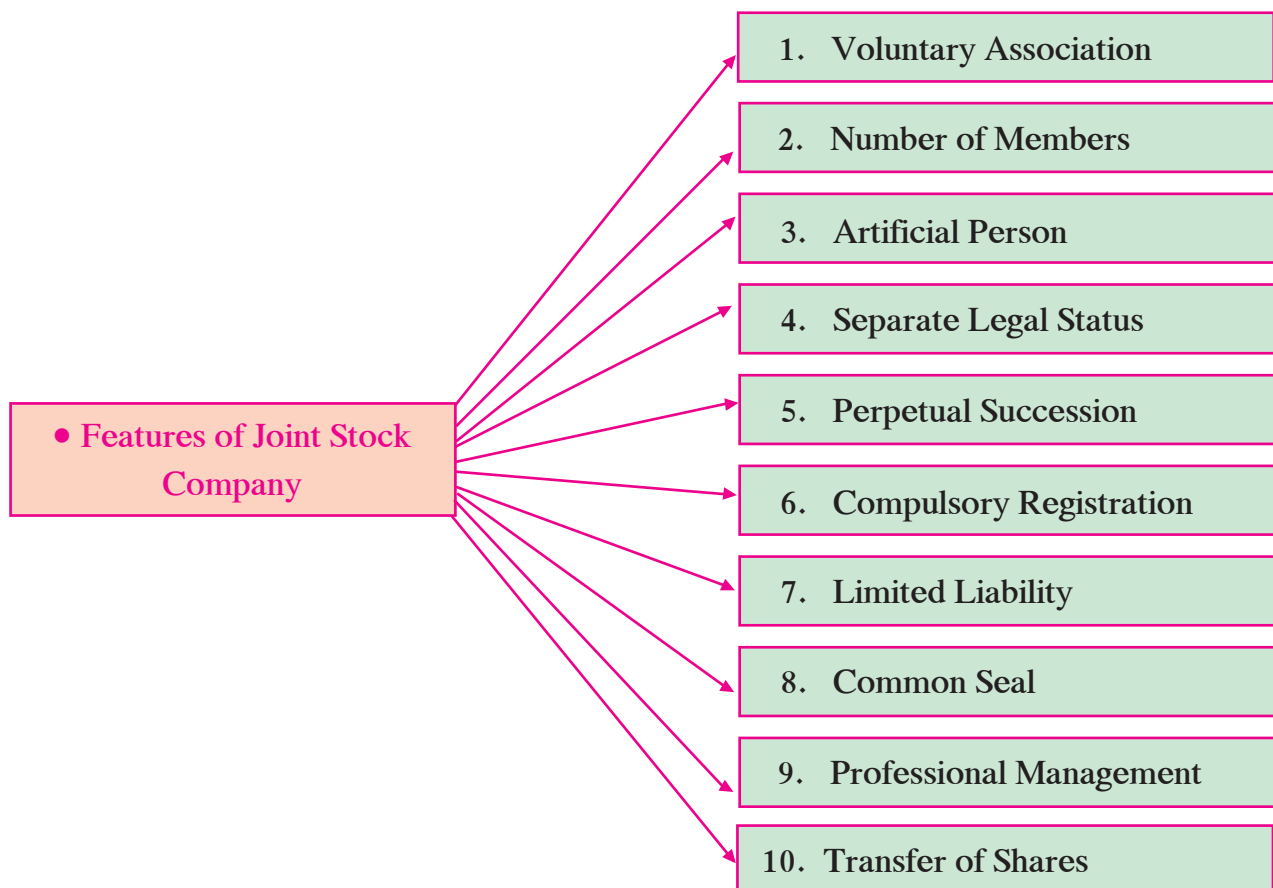 1. Voluntary Association
2. Number of Members
3. Artificial Person
4. Separate Legal Status
• Features of Joint Stock
Company
5. Perpetual Succession
6. Compulsory Registration
7. Limited Liability
8. Common Seal
9. Professional Management
10. Transfer of Shares